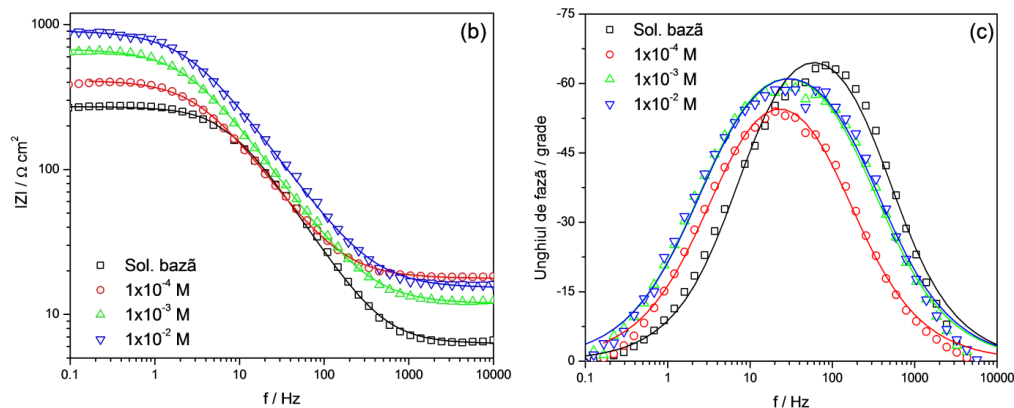 (b)
1000
100
10
IZI / Ω cm²
Sol. bază
1x10⁻⁴ M
1x10⁻³ M
1x10⁻² M
0.1 1 10 100 1000 10000
f / Hz
(c)
-75
-60
-45
-30
-15
0
Unghiul de fază / grade
Sol. bază
1x10⁻⁴ M
1x10⁻³ M
1x10⁻² M
0.1 1 10 100 1000 10000
f / Hz